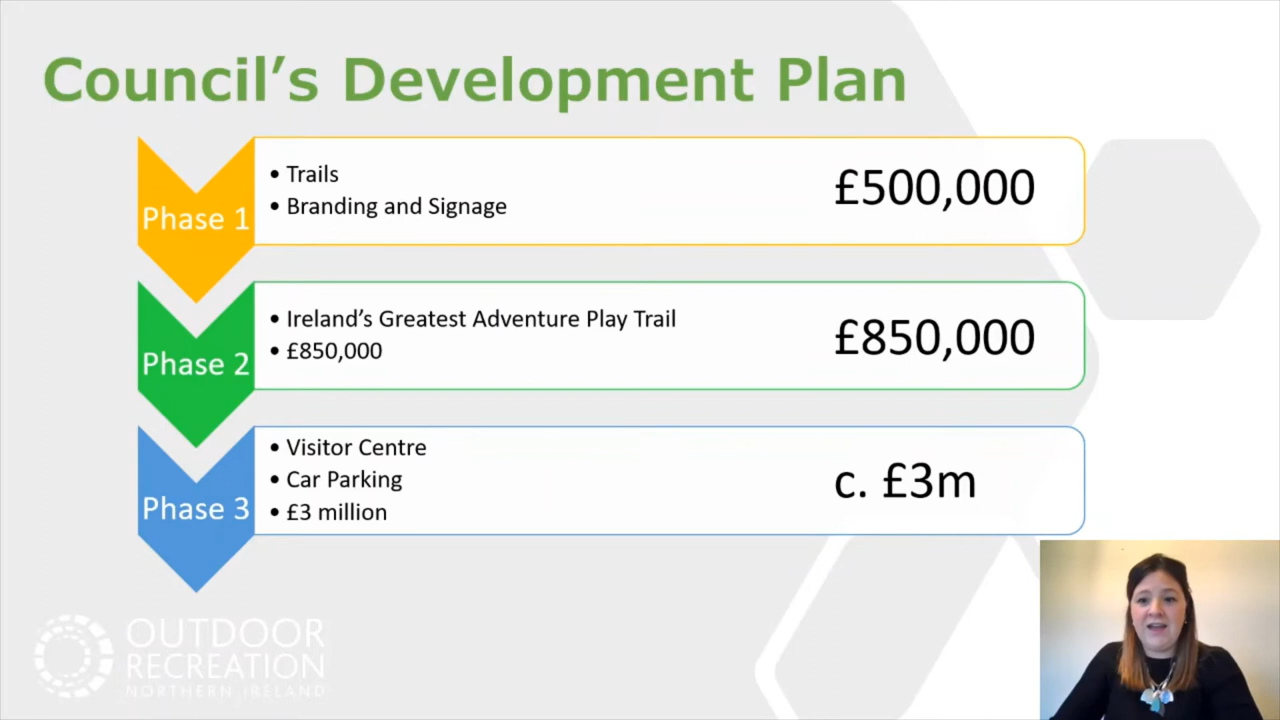 Council’s Development Plan
Phase 1
• Trails
• Branding and Signage
£500,000
Phase 2
• Ireland’s Greatest Adventure Play Trail
• £850,000
£850,000
Phase 3
• Visitor Centre
• Car Parking
• £3 million
c. £3m
OUTDOOR
RECREATION
NORTHERN IRELAND